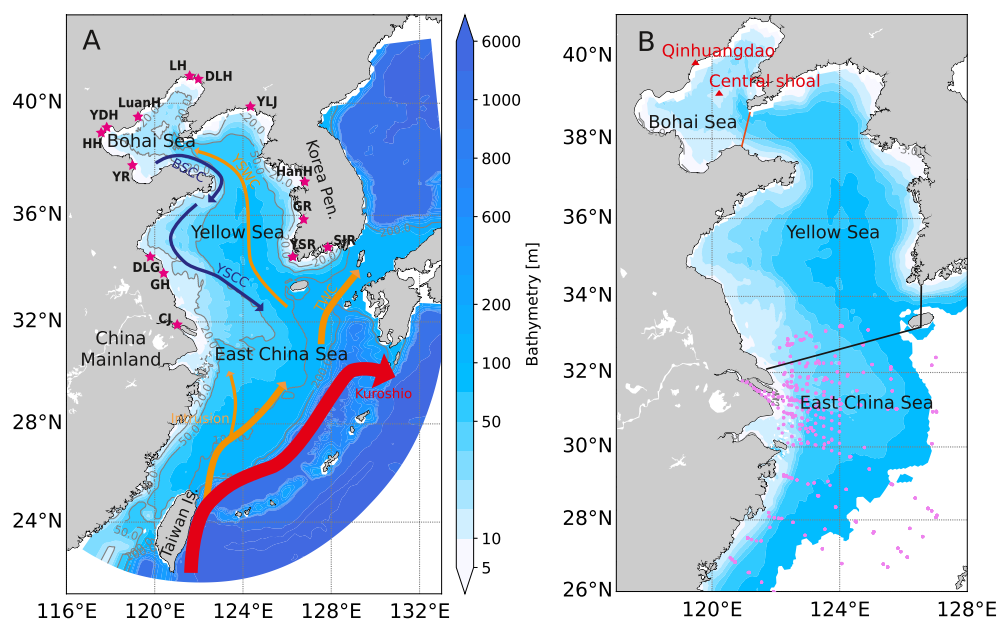 A
LH
DLH
LuanH
YLJ
YDH
HH
Bohai Sea
YR
BSCC
HanH
Korea Pen.
GR
Yellow Sea
YSR
SJR
DLG
GH
YSCC
TWC
CJ
China
Mainland
East China Sea
Kuroshio
Intrusion
Taiwan Is.
40°N
36°N
32°N
28°N
24°N
116°E
120°E
124°E
128°E
132°E
6000
1000
800
600
200
100
50
10
5
Bathymetry [m]
B
Qinhuangdao
Central shoal
Bohai Sea
Yellow Sea
East China Sea
40°N
38°N
36°N
34°N
32°N
30°N
28°N
26°N
120°E
124°E
128°E